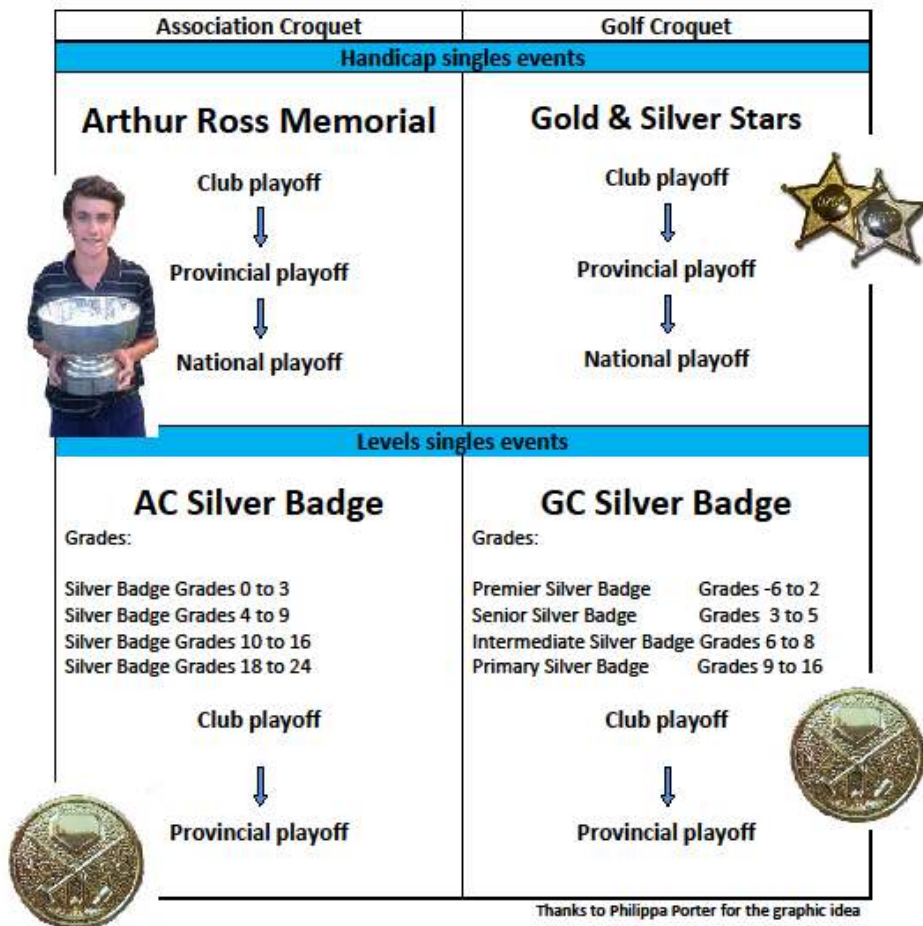 Association Croquet
Golf Croquet
Handicap singles events
Arthur Ross Memorial
Club playoff
Provincial playoff
National playoff
Gold & Silver Stars
Club playoff
Provincial playoff
National playoff
Levels singles events
AC Silver Badge
Grades:
Silver Badge Grades 0 to 3
Silver Badge Grades 4 to 9
Silver Badge Grades 10 to 16
Silver Badge Grades 18 to 24
Club playoff
Provincial playoff
GC Silver Badge
Grades:
Premier Silver Badge Grades -6 to 2
Senior Silver Badge Grades 3 to 5
Intermediate Silver Badge Grades 6 to 8
Primary Silver Badge Grades 9 to 16
Club playoff
Provincial playoff
Thanks to Philippa Porter for the graphic idea